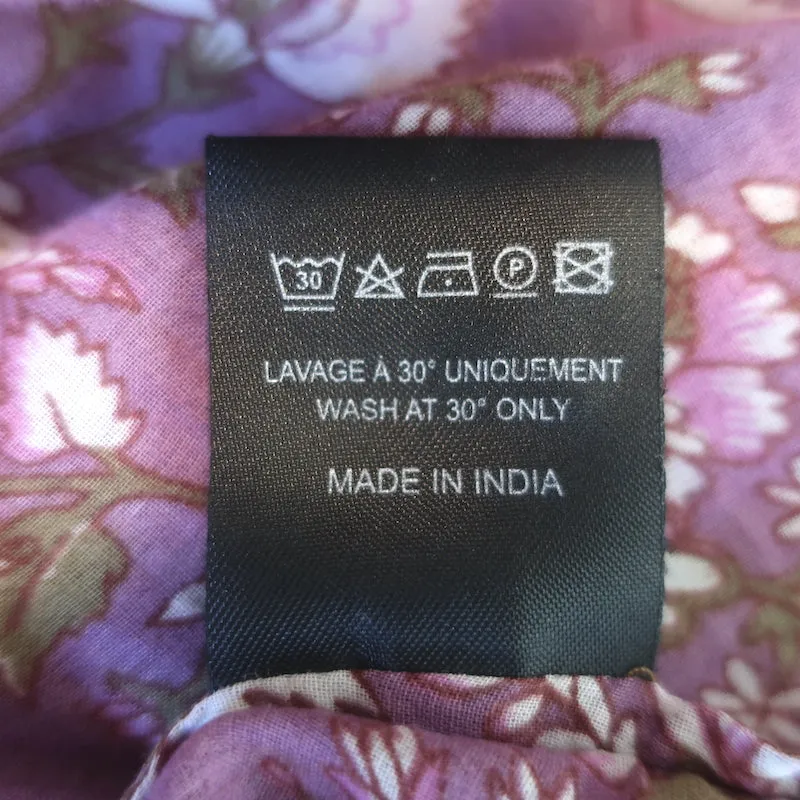 30 P
LAVAGE À 30° UNIQUEMENT
WASH AT 30° ONLY
MADE IN INDIA